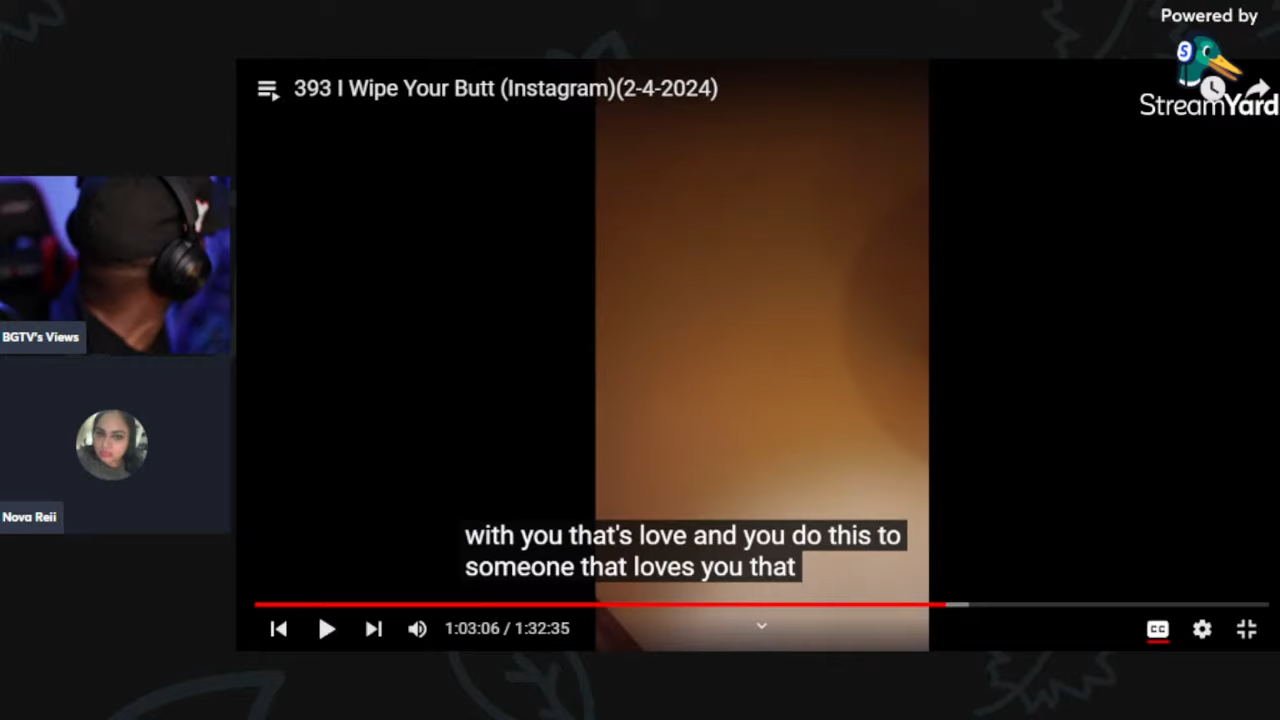 Powered by
393 I Wipe Your Butt (Instagram)(2-4-2024)
S
StreamYard
BGTV's Views
Nova Reii
with you that's love and you do this to
someone that loves you that
1:03:06 / 1:32:35
CC